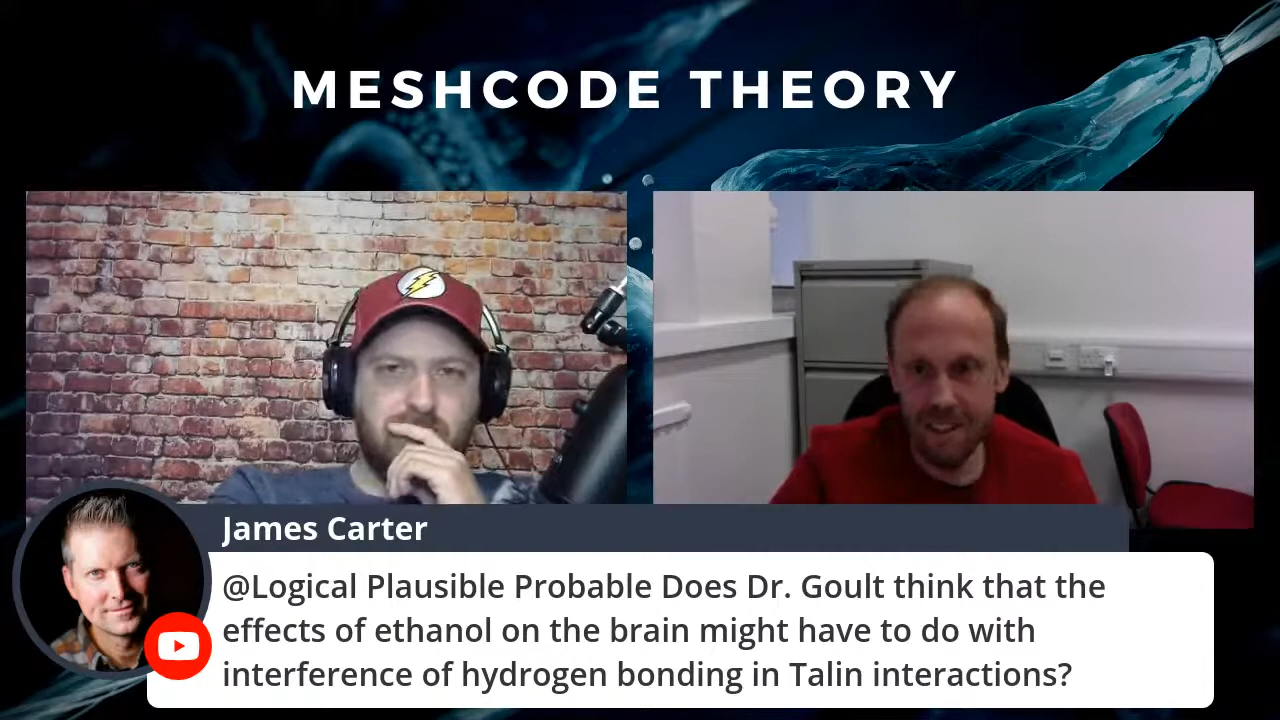 MESHCODE THEORY
James Carter
@Logical Plausible Probable Does Dr. Goult think that the
effects of ethanol on the brain might have to do with
interference of hydrogen bonding in Talin interactions?